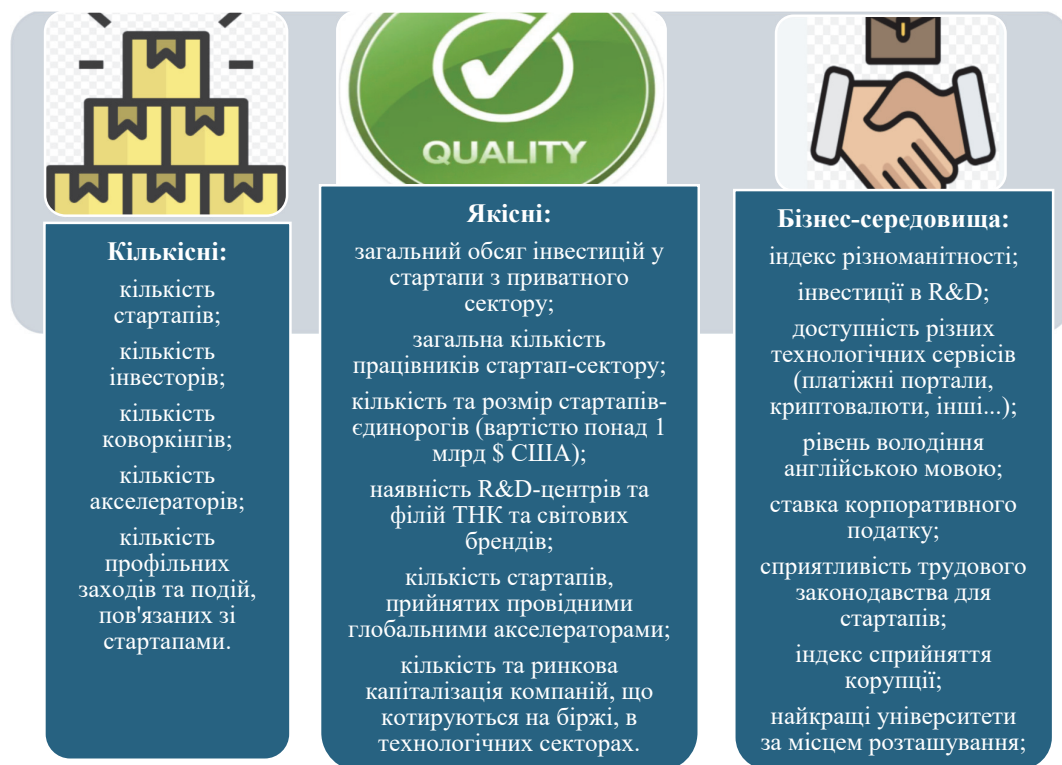 QUALITY
Кількісні:
кількість
стартапів;
кількість
інвесторів;
кількість
коворкінгів;
кількість
акселераторів;
кількість
профільних
заходів та подій,
пов'язаних зі
стартапами.
Якісні:
загальний обсяг інвестицій у
стартапи з приватного
сектору;
загальна кількість
працівників стартап-сектору;
кількість та розмір стартапів-
єдинорогів (вартістю понад 1
млрд $ США);
наявність R&D-центрів та
філій ТНК та світових
брендів;
кількість стартапів,
прийнятих провідними
глобальними акселераторами;
кількість та ринкова
капіталізація компаній, що
котируються на біржі, в
технологічних секторах.
Бізнес-середовища:
індекс різноманітності;
інвестиції в R&D;
доступність різних
технологічних сервісів
(платіжні портали,
криптовалюти, інші...);
рівень володіння
англійською мовою;
ставка корпоративного
податку;
сприятливість трудового
законодавства для
стартапів;
індекс сприйняття
корупції;
найкращі університети
за місцем розташування;